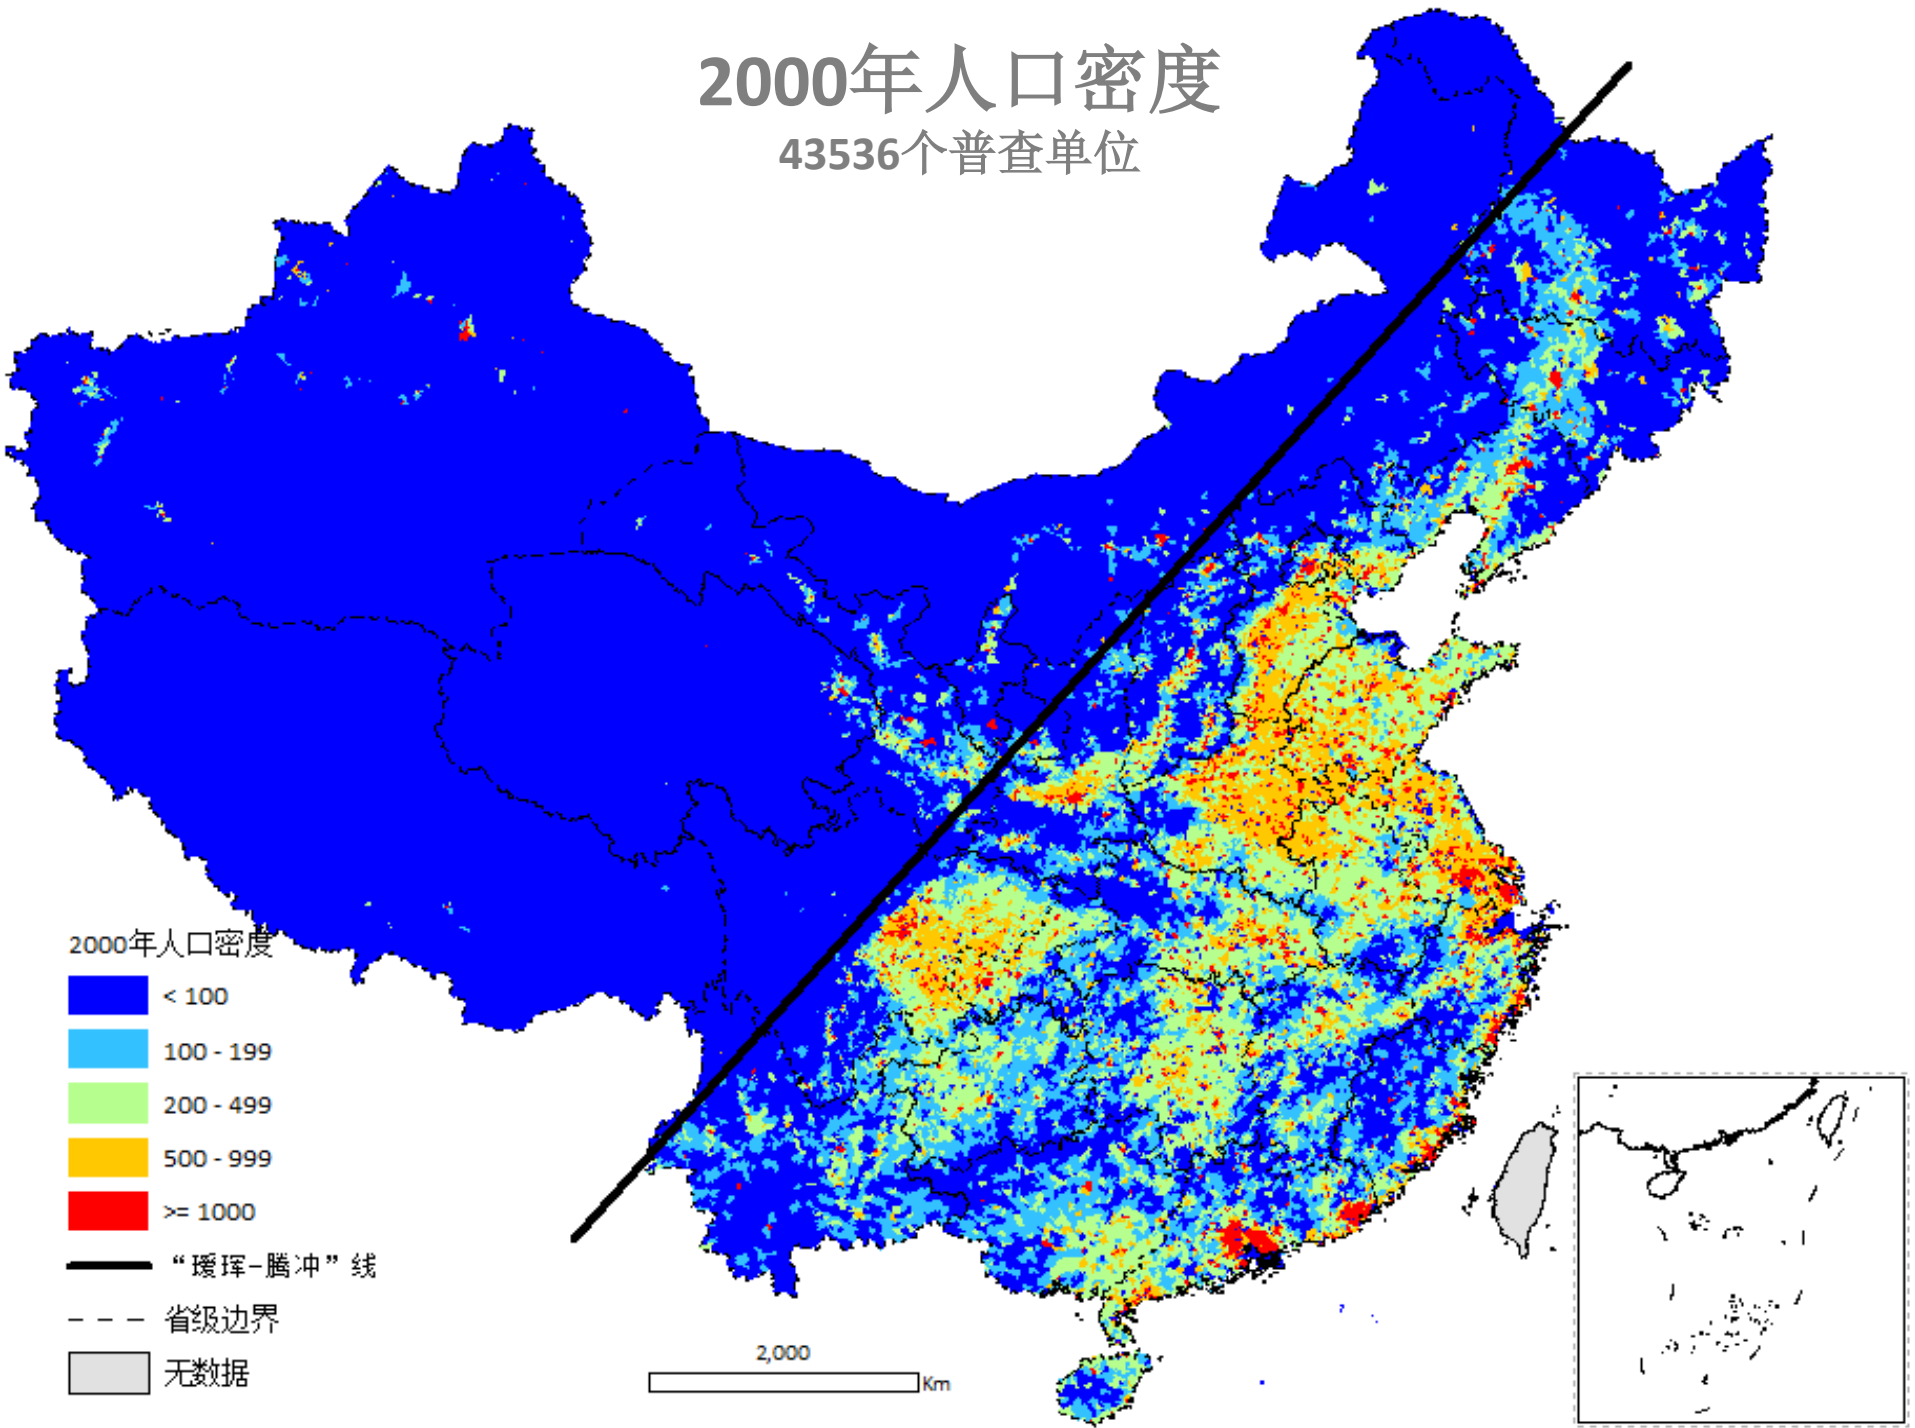 2000年人口密度
43536个普查单位
2000年人口密度
< 100
100 - 199
200 - 499
500 - 999
>= 1000
“瑷珲-腾冲”线
省级边界
无数据
2,000
Km